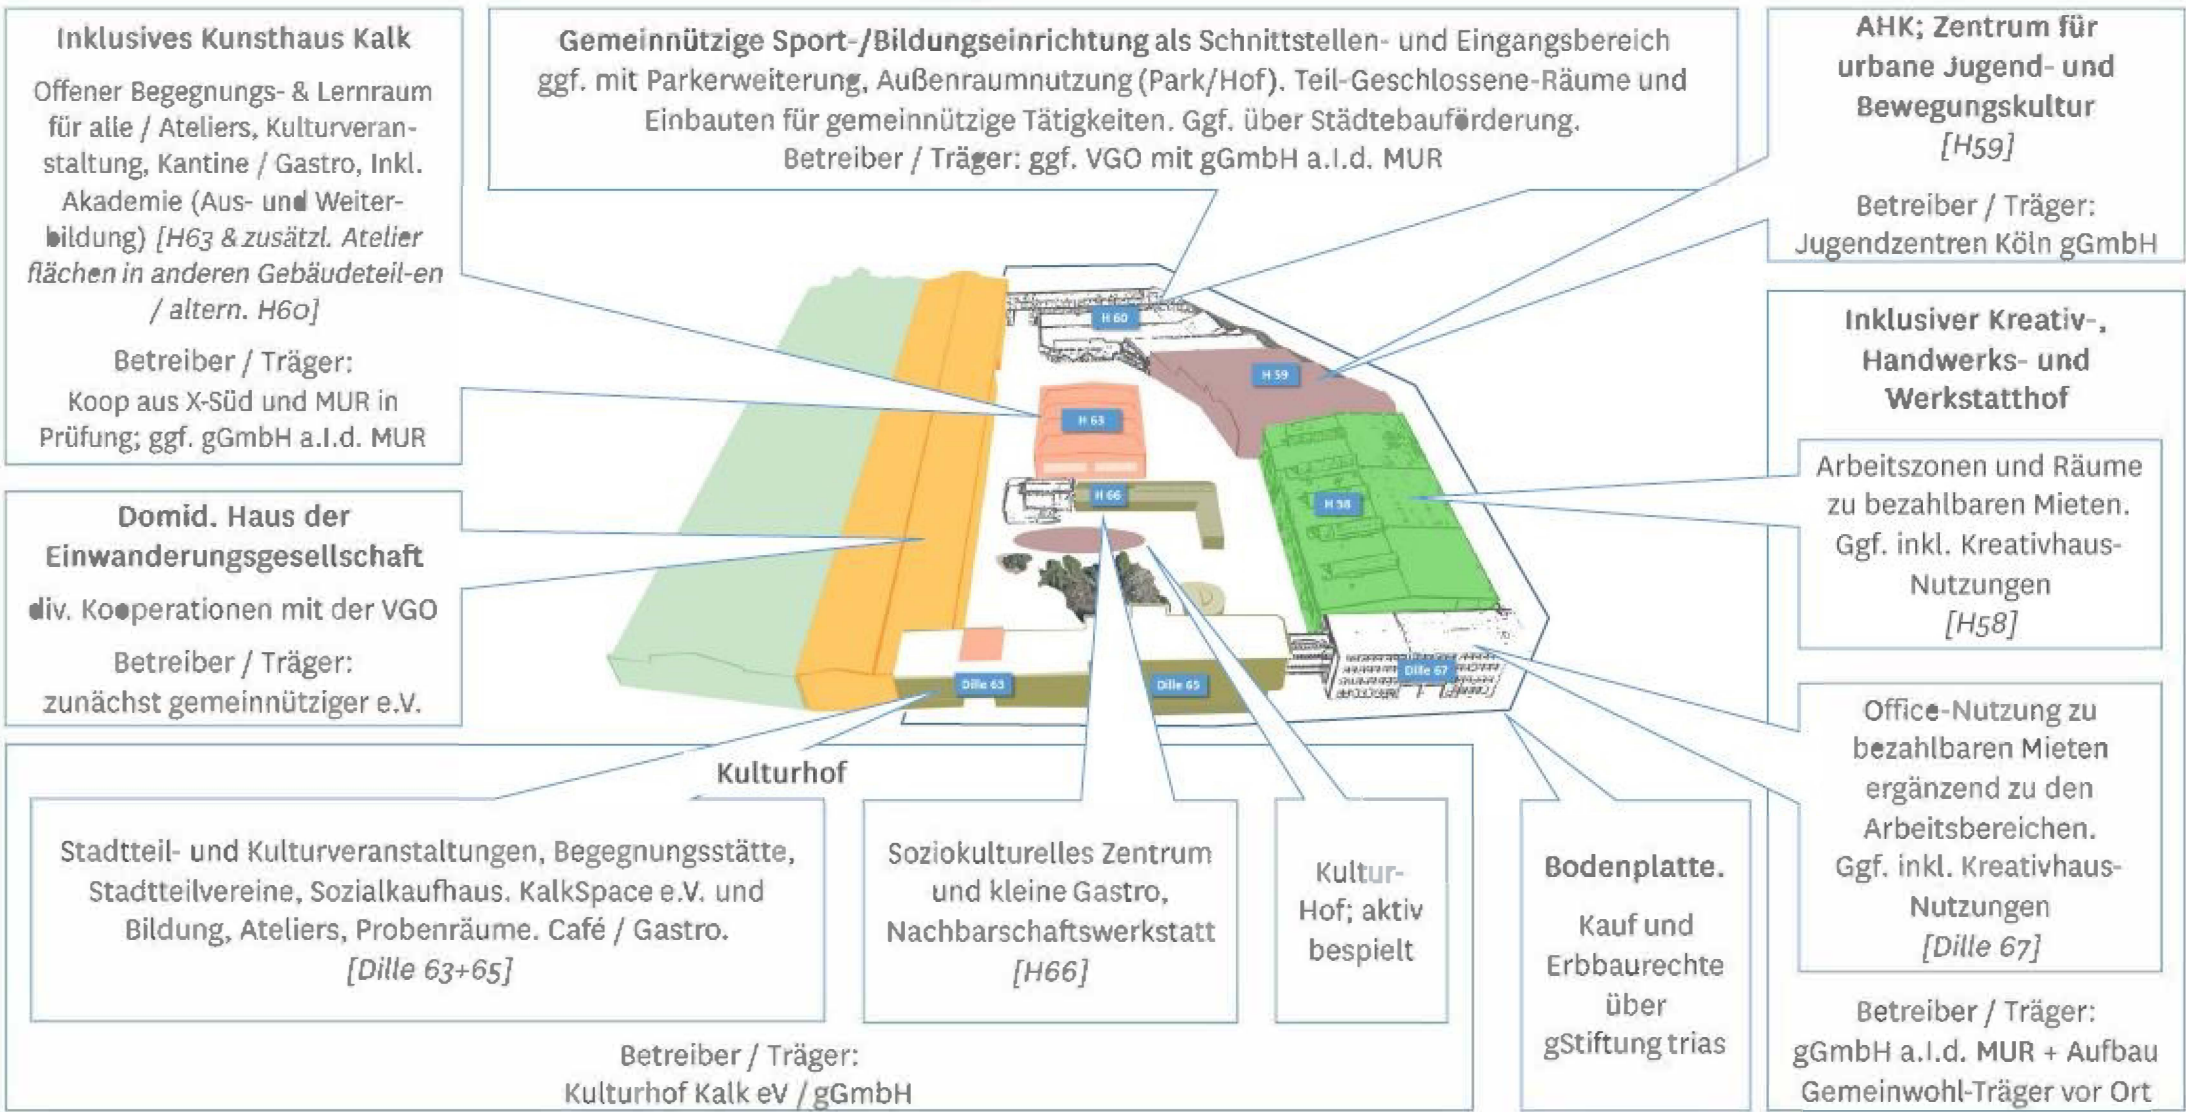 Inklusives Kunsthaus Kalk
Offener Begegnungs- & Lernraum
für alle / Ateliers, Kulturveran-
staltung, Kantine / Gastro, Inkl.
Akademie (Aus- und Weiter-
bildung) [H63 & zusätzl. Atelier
flächen in anderen Gebäudeteil-en
/ altern. H60]
Betreiber / Träger:
Koop aus X-Süd und MUR in
Prüfung; ggf. gGmbH a.I.d. MUR
Gemeinnützige Sport-/Bildungseinrichtung als Schnittstellen- und Eingangsbereich
ggf. mit Parkerweiterung, Außenraumnutzung (Park/Hof). Teil-Geschlossene-Räume und
Einbauten für gemeinnützige Tätigkeiten. Ggf. über Städtebauförderung.
Betreiber / Träger: ggf. VGO mit gGmbH a.I.d. MUR
AHK; Zentrum für
urbane Jugend- und
Bewegungskultur
[H59]
Betreiber / Träger:
Jugendzentren Köln gGmbH
Domid. Haus der
Einwanderungsgesellschaft
div. Kooperationen mit der VGO
Betreiber / Träger:
zunächst gemeinnütziger e.V.
H 60
H 59
H 63
H 66
H 58
Dille 63
Dille 65
Dille 67
Inklusiver Kreativ-,
Handwerks- und
Werkstatthof
Arbeitszonen und Räume
zu bezahlbaren Mieten.
Ggf. inkl. Kreativhaus-
Nutzungen
[H58]
Office-Nutzung zu
bezahlbaren Mieten
ergänzend zu den
Arbeitsbereichen.
Ggf. inkl. Kreativhaus-
Nutzungen
[Dille 67]
Betreiber / Träger:
gGmbH a.I.d. MUR + Aufbau
Gemeinwohl-Träger vor Ort
Kulturhof
Stadtteil- und Kulturveranstaltungen, Begegnungsstätte,
Stadtteilvereine, Sozialkaufhaus. KalkSpace e.V. und
Bildung, Ateliers, Probenräume. Café / Gastro.
[Dille 63+65]
Soziokulturelles Zentrum
und kleine Gastro,
Nachbarschaftswerkstatt
[H66]
Kultur-
Hof; aktiv
bespielt
Betreiber / Träger:
Kulturhof Kalk eV / gGmbH
Bodenplatte.
Kauf und
Erbbaurechte
über
gStiftung trias